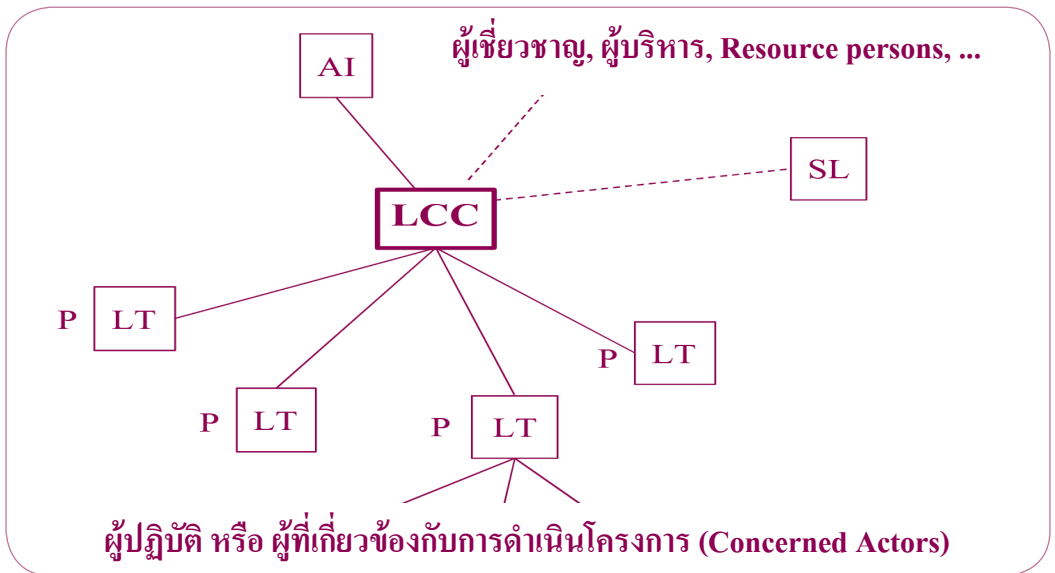 ผู้เชี่ยวชาญ, ผู้บริหาร, Resource persons, ...
AI
SL
LCC
P LT
P LT
P LT
P LT
ผู้ปฏิบัติ หรือ ผู้ที่เกี่ยวข้องกับการดำเนินโครงการ (Concerned Actors)